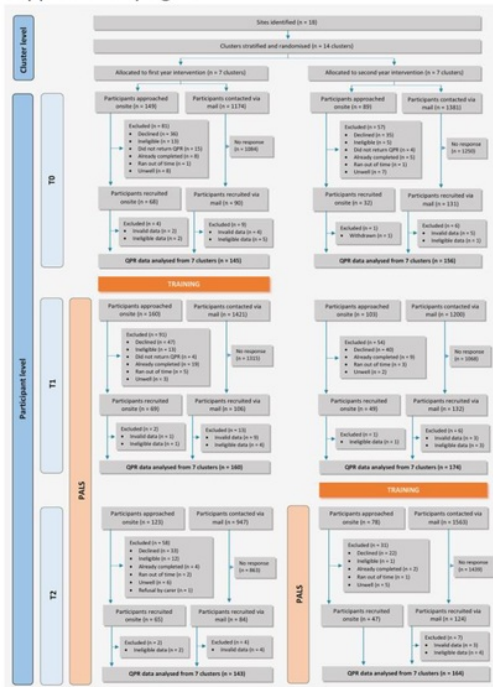 Cluster level
Sites identified (n = 18)
Clusters stratified and randomised (n = 14 clusters)
Allocated to first year intervention (n = 7 clusters)
Allocated to second year intervention (n = 7 clusters)
Participant level
T0
Participants approached
onsite (n = 149)
Participants contacted via
mail (n = 1174)
Excluded (n = 81)
• Declined (n = 36)
• Ineligible (n = 13)
• Did not return QPR (n = 15)
• Already completed (n = 8)
• Ran out of time (n = 1)
• Unwell (n = 8)
No response
(n = 1084)
Participants recruited
onsite (n = 68)
Participants recruited via
mail (n = 90)
Excluded (n = 4)
• Invalid data (n = 2)
• Ineligible data (n = 2)
Excluded (n = 9)
• Invalid data (n = 4)
• Ineligible data (n = 5)
QPR data analysed from 7 clusters (n = 145)
Participants approached
onsite (n = 89)
Participants contacted via
mail (n = 1381)
Excluded (n = 57)
• Declined (n = 35)
• Ineligible (n = 5)
• Did not return QPR (n = 4)
• Already completed (n = 5)
• Ran out of time (n = 1)
• Unwell (n = 7)
No response
(n = 1250)
Participants recruited
onsite (n = 32)
Participants recruited via
mail (n = 131)
Excluded (n = 1)
• Withdrawn (n = 1)
Excluded (n = 6)
• Invalid data (n = 5)
• Ineligible data (n = 1)
QPR data analysed from 7 clusters (n = 156)
TRAINING
T1
PALS
Participants approached
onsite (n = 160)
Participants contacted via
mail (n = 1421)
Excluded (n = 91)
• Declined (n = 47)
• Ineligible (n = 13)
• Did not return QPR (n = 4)
• Already completed (n = 19)
• Ran out of time (n = 5)
• Unwell (n = 3)
No response
(n = 1315)
Participants recruited
onsite (n = 69)
Participants recruited via
mail (n = 106)
Excluded (n = 2)
• Invalid data (n = 1)
• Ineligible data (n = 1)
Excluded (n = 13)
• Invalid data (n = 9)
• Ineligible data (n = 4)
QPR data analysed from 7 clusters (n = 160)
Participants approached
onsite (n = 103)
Participants contacted via
mail (n = 1200)
Excluded (n = 54)
• Declined (n = 40)
• Already completed (n = 9)
• Ran out of time (n = 3)
• Unwell (n = 2)
No response
(n = 1068)
Participants recruited
onsite (n = 49)
Participants recruited via
mail (n = 132)
Excluded (n = 1)
• Ineligible data (n = 1)
Excluded (n = 6)
• Invalid data (n = 3)
• Ineligible data (n = 3)
QPR data analysed from 7 clusters (n = 174)
TRAINING
T2
Participants approached
onsite (n = 123)
Participants contacted via
mail (n = 947)
Excluded (n = 58)
• Declined (n = 33)
• Ineligible (n = 12)
• Already completed (n = 4)
• Ran out of time (n = 2)
• Unwell (n = 6)
• Refusal by carer (n = 1)
No response
(n = 863)
Participants recruited
onsite (n = 65)
Participants recruited via
mail (n = 84)
Excluded (n = 2)
• Ineligible data (n = 2)
Excluded (n = 4)
• Invalid data (n = 4)
QPR data analysed from 7 clusters (n = 143)
PALS
Participants approached
onsite (n = 78)
Participants contacted via
mail (n = 1563)
Excluded (n = 31)
• Declined (n = 22)
• Ineligible (n = 1)
• Already completed (n = 2)
• Ran out of time (n = 1)
• Unwell (n = 5)
No response
(n = 1439)
Participants recruited
onsite (n = 47)
Participants recruited via
mail (n = 124)
Excluded (n = 7)
• Invalid data (n = 3)
• Ineligible data (n = 4)
QPR data analysed from 7 clusters (n = 164)